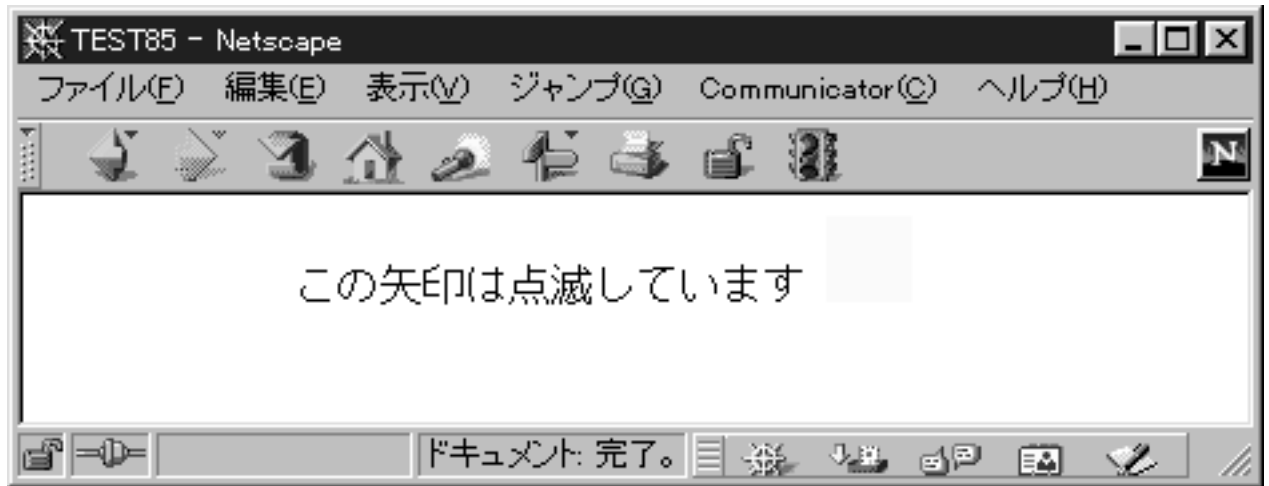 TEST85 - Netscape
ファイル(F) 編集(E) 表示(V) ジャンプ(G) Communicator(C) ヘルプ(H)
N
この矢印は点滅しています
ドキュメント: 完了。